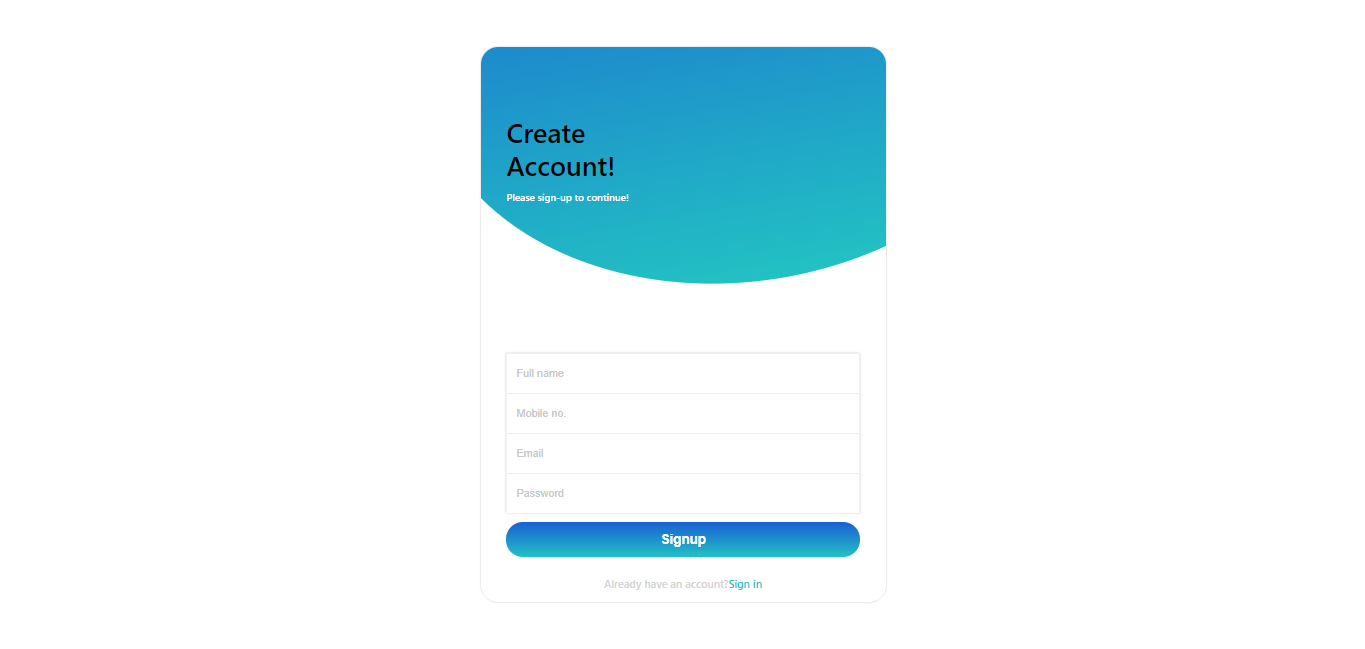 Create
Account!
Please sign-up to continue!
Full name
Mobile no.
Email
Password
Signup
Already have an account?Sign in